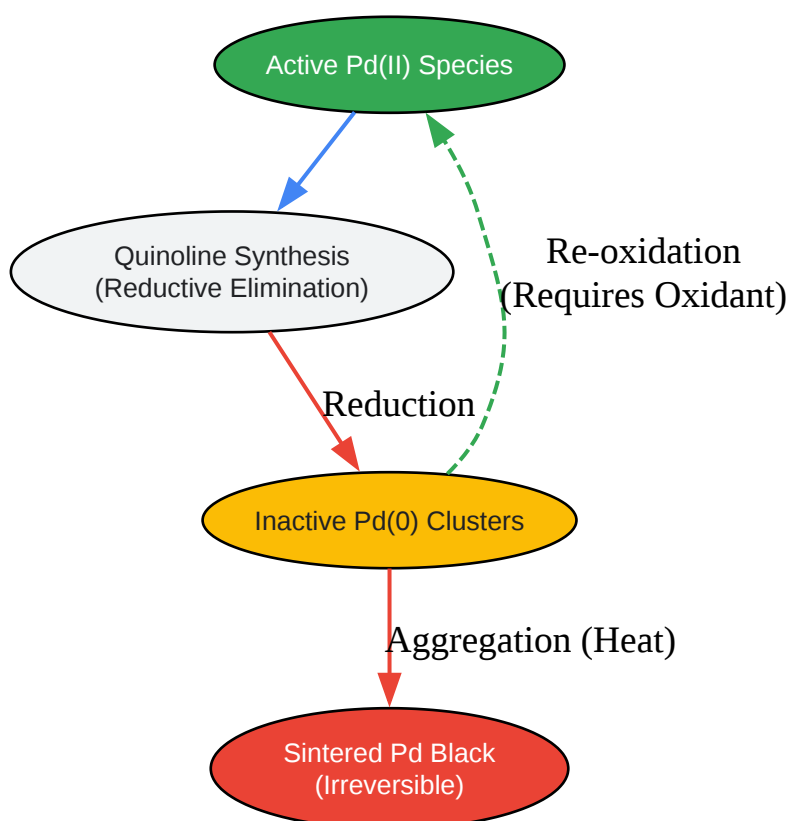 Active Pd(II) Species
Quinoline Synthesis
(Reductive Elimination)
Re-oxidation
(Requires Oxidant)
Reduction
Inactive Pd(0) Clusters
Aggregation (Heat)
Sintered Pd Black
(Irreversible)